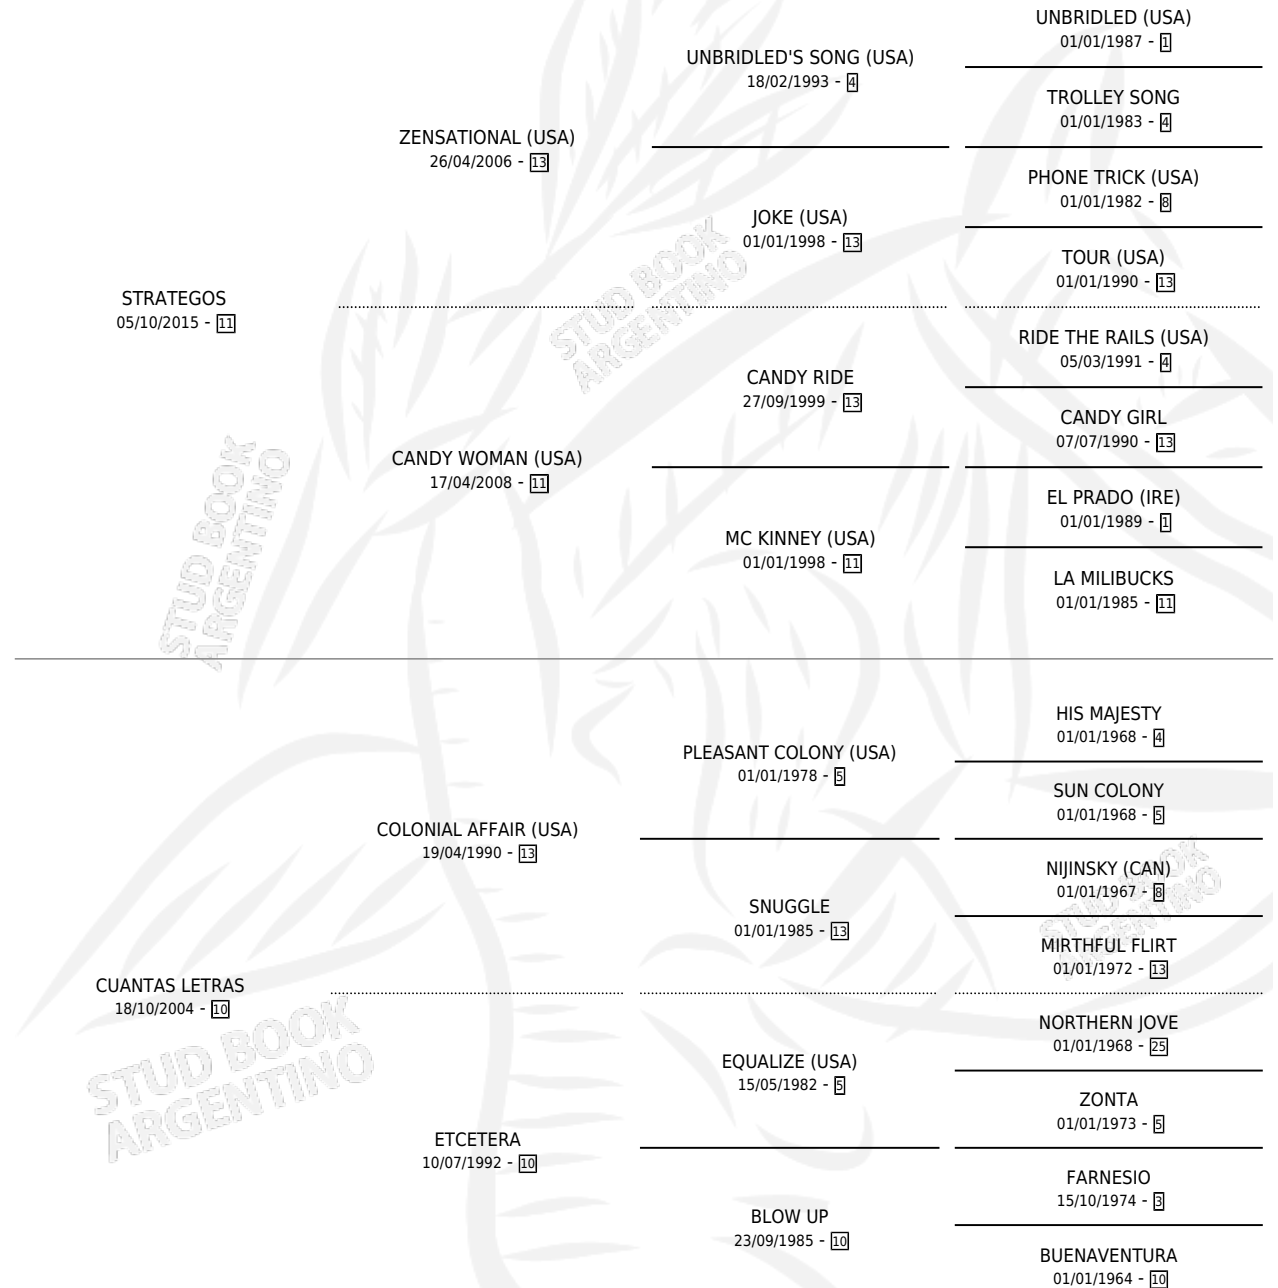 UNBRIDLED (USA)
01/01/1987 - 1
UNBRIDLED'S SONG (USA)
18/02/1993 - 4
TROLLEY SONG
01/01/1983 - 4
ZENSATIONAL (USA)
26/04/2006 - 13
PHONE TRICK (USA)
01/01/1982 - 8
JOKE (USA)
01/01/1998 - 13
TOUR (USA)
01/01/1990 - 13
STRATEGOS
05/10/2015 - 11
RIDE THE RAILS (USA)
05/03/1991 - 4
CANDY RIDE
27/09/1999 - 13
CANDY GIRL
07/07/1990 - 13
CANDY WOMAN (USA)
17/04/2008 - 11
EL PRADO (IRE)
01/01/1989 - 1
MC KINNEY (USA)
01/01/1998 - 11
LA MILIBUCKS
01/01/1985 - 11
HIS MAJESTY
01/01/1968 - 4
PLEASANT COLONY (USA)
01/01/1978 - 5
SUN COLONY
01/01/1968 - 5
COLONIAL AFFAIR (USA)
19/04/1990 - 13
NIJINSKY (CAN)
01/01/1967 - 8
SNUGGLE
01/01/1985 - 13
MIRTHFUL FLIRT
01/01/1972 - 13
CUANTAS LETRAS
18/10/2004 - 10
NORTHERN JOVE
01/01/1968 - 25
EQUALIZE (USA)
15/05/1982 - 5
ZONTA
01/01/1973 - 5
ETCETERA
10/07/1992 - 10
FARNESIO
15/10/1974 - 3
BLOW UP
23/09/1985 - 10
BUENAVENTURA
01/01/1964 - 10
STUD BOOK
ARGENTINO
STUD BOOK
ARGENTINO
STUD BOOK
ARGENTINO
STUD BOOK
ARGENTINO